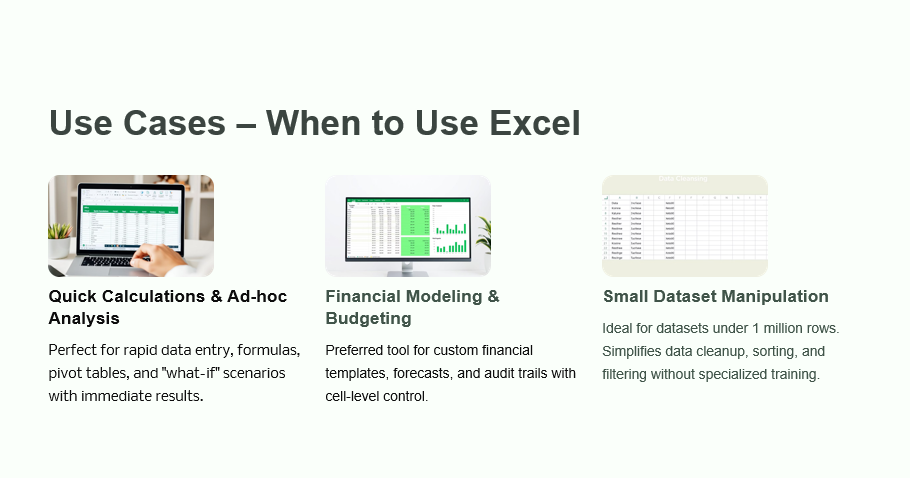 Use Cases – When to Use Excel
Data Cleaning
Quick Calculations & Ad-hoc
Analysis
Perfect for rapid data entry, formulas,
pivot tables, and "what-if" scenarios
with immediate results.
Financial Modeling &
Budgeting
Preferred tool for custom financial
templates, forecasts, and audit trails with
cell-level control.
Small Dataset Manipulation
Ideal for datasets under 1 million rows.
Simplifies data cleanup, sorting, and
filtering without specialized training.